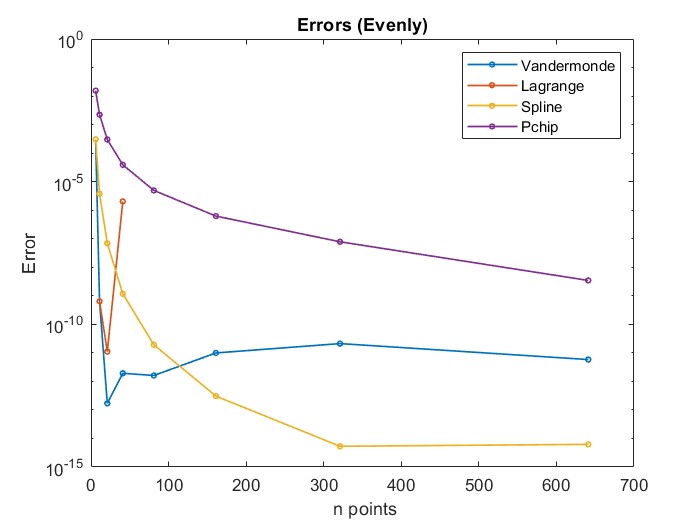 Errors (Evenly)
10^0
10^-5
10^-10
10^-15
Error
Vandermonde
Lagrange
Spline
Pchip
0 100 200 300 400 500 600 700
n points